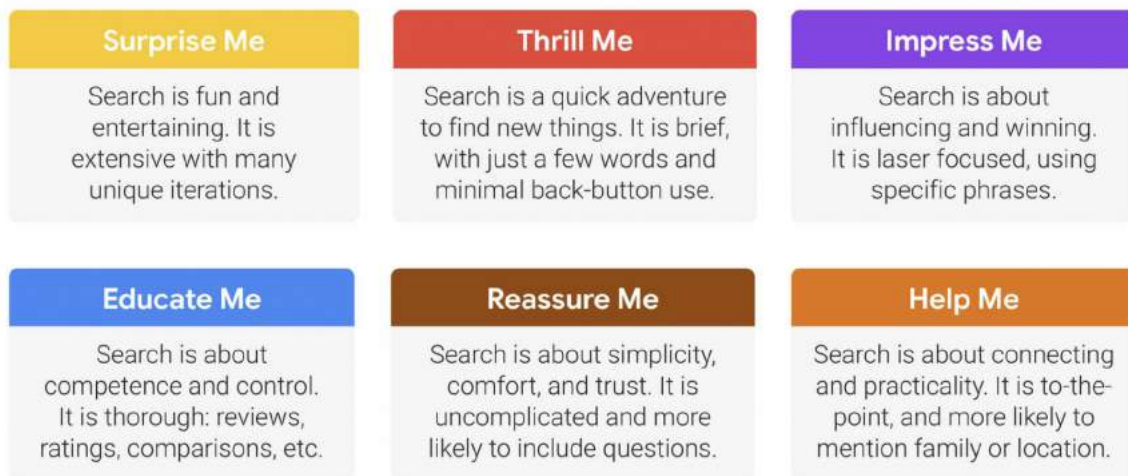 Surprise Me
Search is fun and
entertaining. It is
extensive with many
unique iterations.
Thrill Me
Search is a quick adventure
to find new things. It is brief,
with just a few words and
minimal back-button use.
Impress Me
Search is about
influencing and winning.
It is laser focused, using
specific phrases.
Educate Me
Search is about
competence and control.
It is thorough: reviews,
ratings, comparisons, etc.
Reassure Me
Search is about simplicity,
comfort, and trust. It is
uncomplicated and more
likely to include questions.
Help Me
Search is about connecting
and practicality. It is to-the-
point, and more likely to
mention family or location.